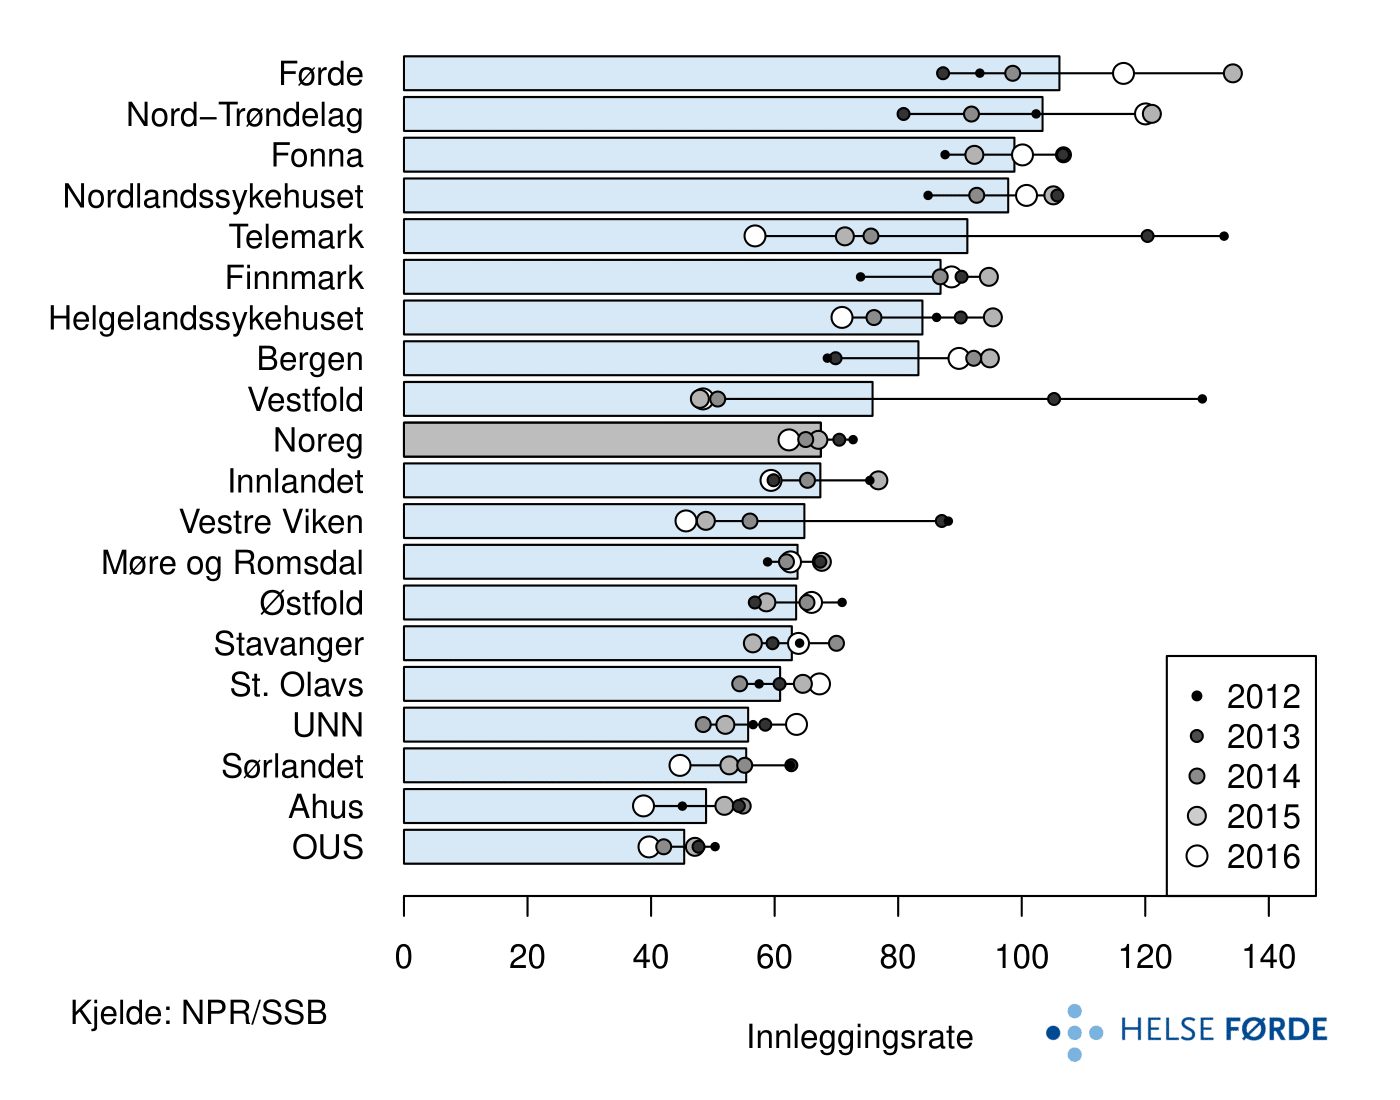 Førde
Nord−Trøndelag
Fonna
Nordlandssykehuset
Telemark
Finnmark
Helgelandssykehuset
Bergen
Vestfold
Noreg
Innlandet
Vestre Viken
Møre og Romsdal
Østfold
Stavanger
St. Olavs
UNN
Sørlandet
Ahus
OUS
2012
2013
2014
2015
2016
0 20 40 60 80 100 120 140
Kjelde: NPR/SSB
Innleggingsrate
HELSE FØRDE